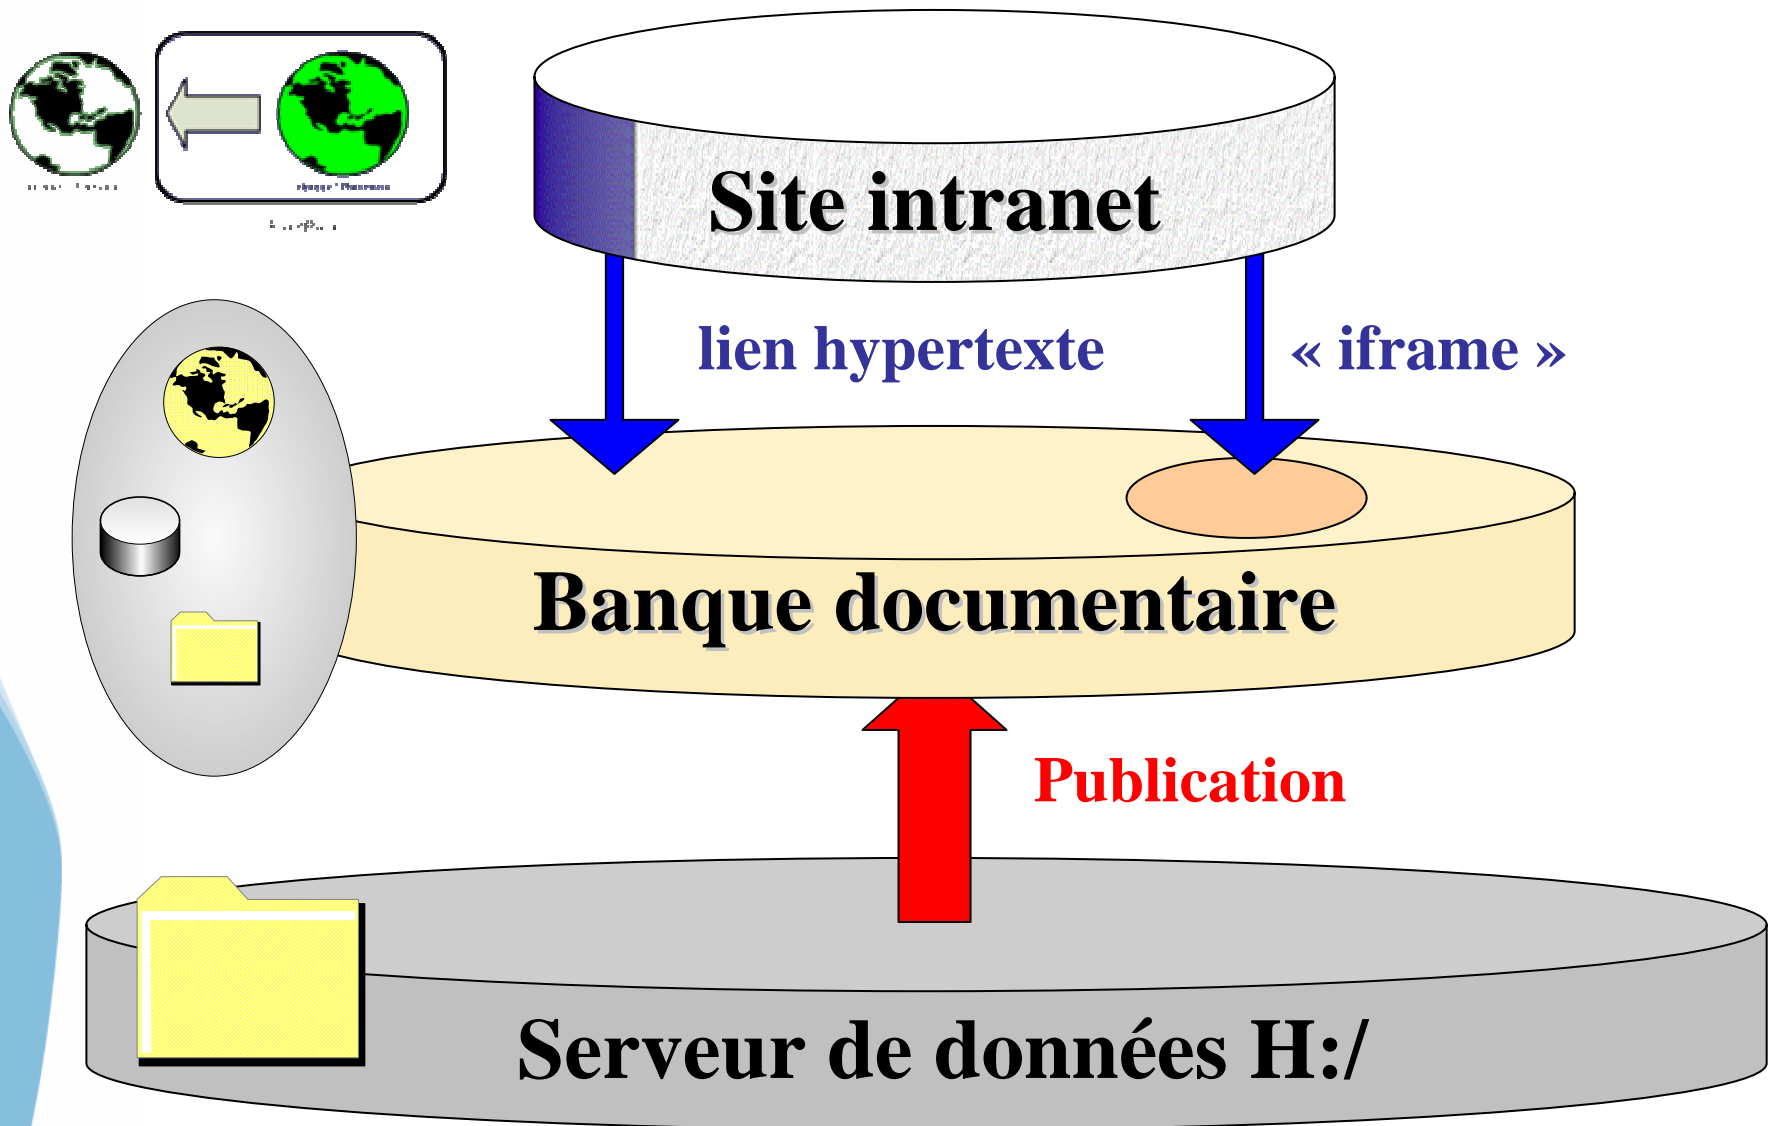 Site intranet
lien hypertexte
« iframe »
Banque documentaire
Publication
Serveur de données H:/